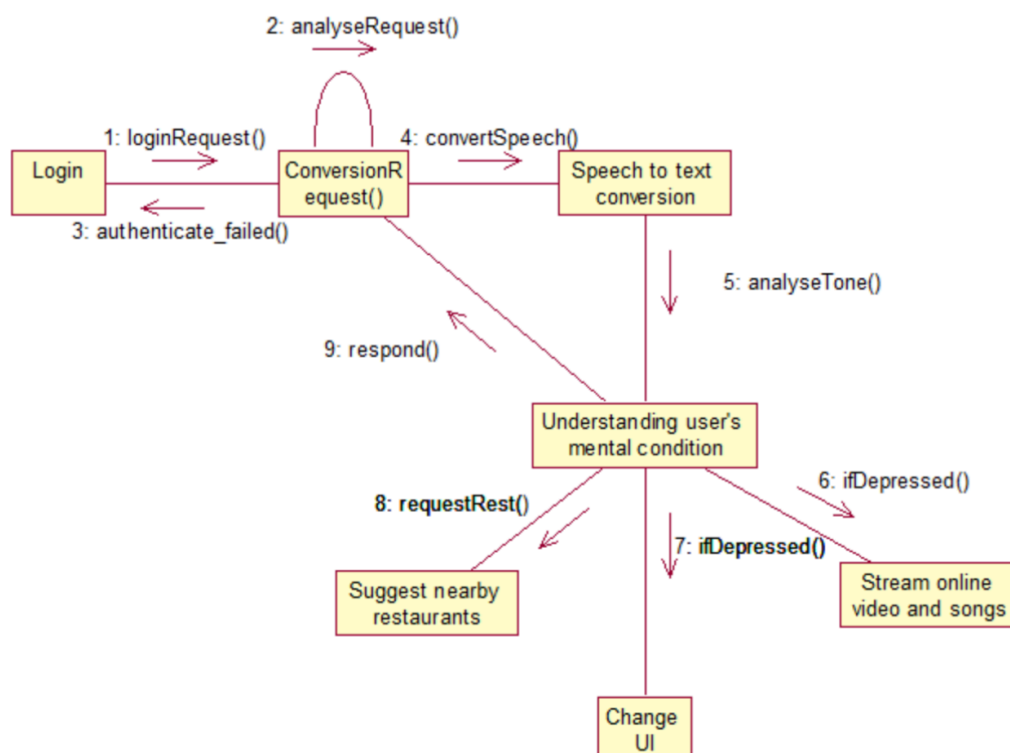 2: analyseRequest()
1: loginRequest()
4: convertSpeech()
Login
ConversionR
equest()
Speech to text
conversion
3: authenticate_failed()
5: analyseTone()
9: respond()
Understanding user's
mental condition
6: ifDepressed()
8: requestRest()
7: ifDepressed()
Suggest nearby
restaurants
Stream online
video and songs
Change
UI